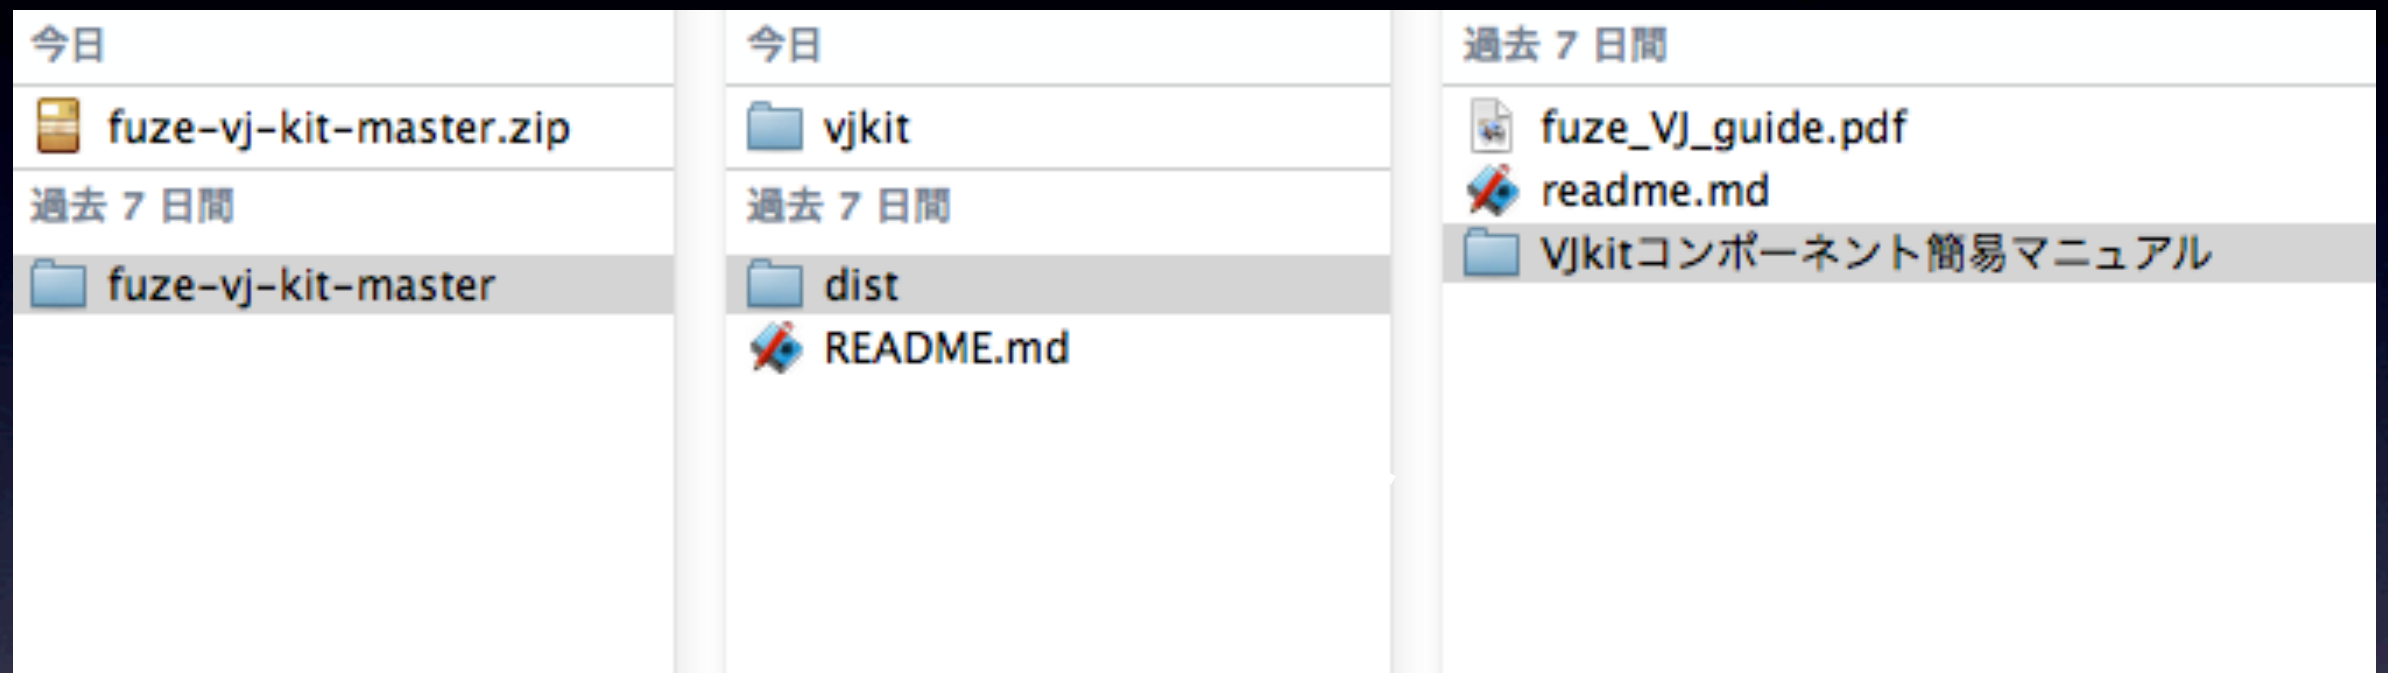 今日
fuze-vj-kit-master.zip
過去 7 日間
fuze-vj-kit-master
今日
vjkit
過去 7 日間
dist
README.md
過去 7 日間
fuze_VJ_guide.pdf
readme.md
VJkitコンポーネント簡易マニュアル